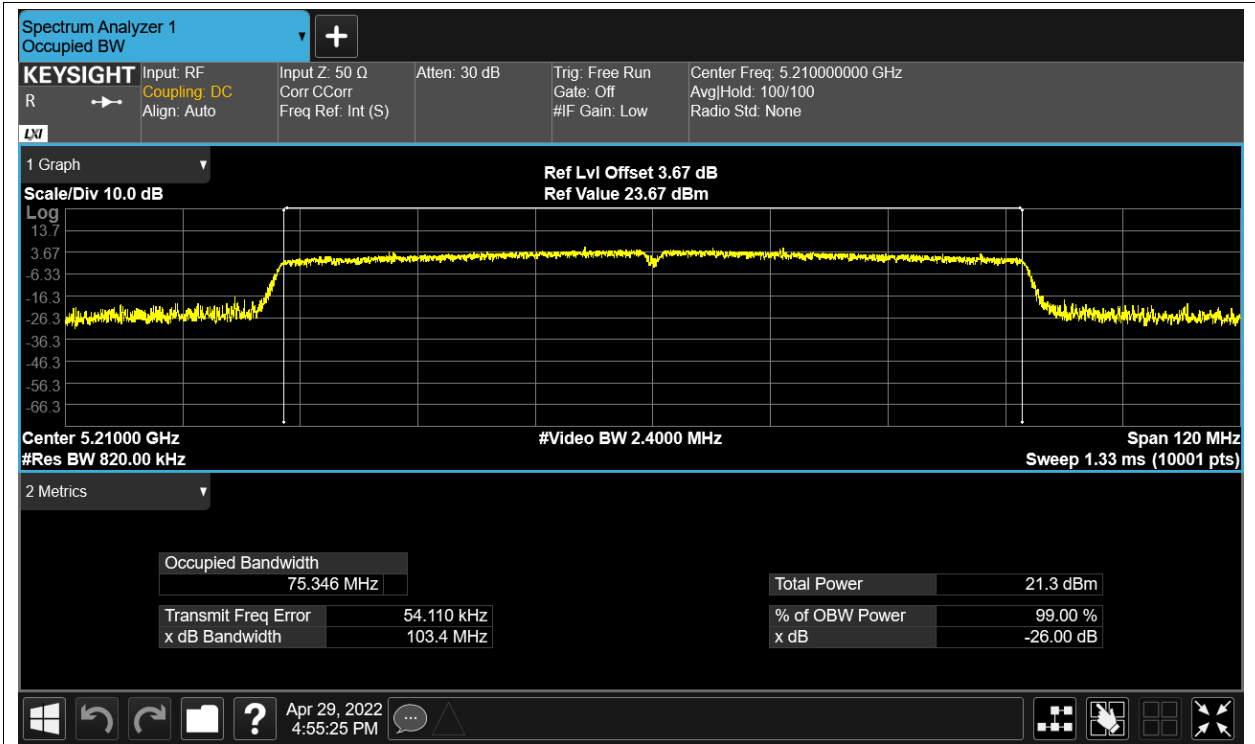 Spectrum Analyzer 1
Occupied BW
KEYSIGHT
R
LXI
Input: RF
Coupling: DC
Align: Auto
Input Z: 50 Ω
Corr CCorr
Freq Ref: Int (S)
Atten: 30 dB
Trig: Free Run
Gate: Off
#IF Gain: Low
Center Freq: 5.210000000 GHz
Avg|Hold: 100/100
Radio Std: None
1 Graph
Scale/Div 10.0 dB
Ref Lvl Offset 3.67 dB
Ref Value 23.67 dBm
Log
13.7
3.67
-6.33
-16.3
-26.3
-36.3
-46.3
-56.3
-66.3
Center 5.21000 GHz
#Video BW 2.4000 MHz
Span 120 MHz
#Res BW 820.00 kHz
Sweep 1.33 ms (10001 pts)
2 Metrics
Occupied Bandwidth
75.346 MHz
Transmit Freq Error 54.110 kHz
x dB Bandwidth 103.4 MHz
Total Power 21.3 dBm
% of OBW Power 99.00 %
x dB -26.00 dB
?
Apr 29, 2022
4:55:25 PM